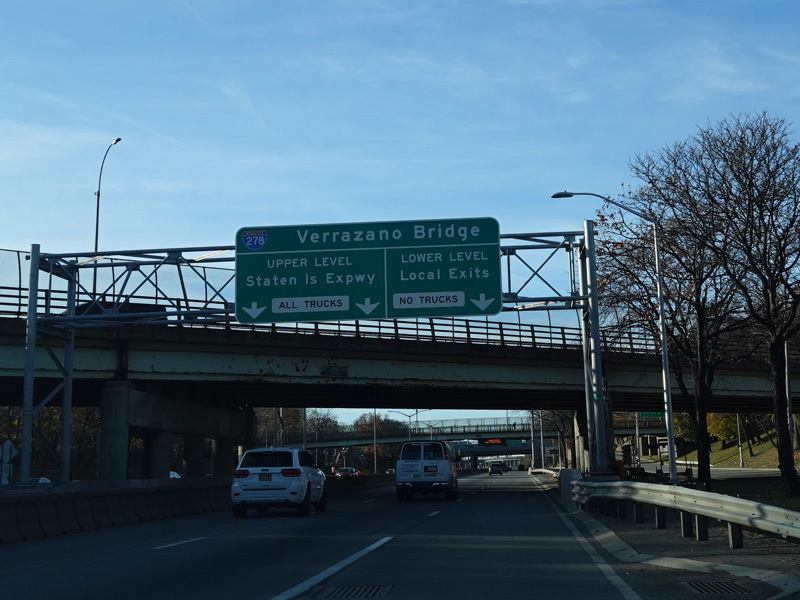 278
Verrazano Bridge
UPPER LEVEL
Staten Is Expwy
ALL TRUCKS
LOWER LEVEL
Local Exits
NO TRUCKS